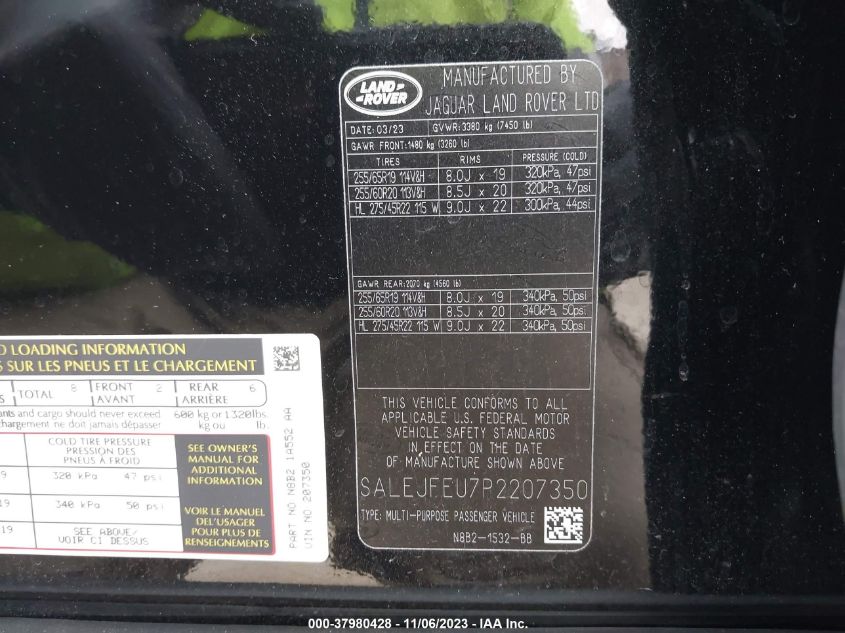 LAND
ROVER
MANUFACTURED BY
JAGUAR LAND ROVER LTD
DATE: 03/23 GVWR: 3380 kg (7450 lb)
GAWR FRONT: 1480 kg (3260 lb)
TIRES RIMS PRESSURE (COLD)
255/65R19 114V&H 8.0J x 19 320kPa, 47psi
255/60R20 113V&H 8.5J x 20 320kPa, 47psi
HL 275/45R22 115 W 9.0J x 22 300kPa, 44psi
GAWR REAR: 2070 kg (4560 lb)
255/65R19 114V&H 8.0J x 19 340kPa, 50psi
255/60R20 113V&H 8.5J x 20 340kPa, 50psi
HL 275/45R22 115 W 9.0J x 22 340kPa, 50psi
THIS VEHICLE CONFORMS TO ALL
APPLICABLE U.S. FEDERAL MOTOR
VEHICLE SAFETY STANDARDS
IN EFFECT ON THE DATE
OF MANUFACTURE SHOWN ABOVE
SALEJFEU7P2207350
TYPE: MULTI-PURPOSE PASSENGER VEHICLE
N8B2-1532-BB
D LOADING INFORMATION
S SUR LES PNEUS ET LE CHARGEMENT
S TOTAL 8 FRONT 2 REAR 6
AVANT ARRIÈRE
ants and cargo should never exceed 600 kg or 1320 lbs.
chargement ne doit jamais dépasser kg ou lb.
COLD TIRE PRESSURE
PRESSION DES
PNEUS À FROID
9 320 kPa 47 psi
19 340 kPa 50 psi
19 SEE ABOVE/
VOIR CI DESSUS
SEE OWNER'S
MANUAL FOR
ADDITIONAL
INFORMATION
VOIR LE MANUEL
DEL'USAGER
POUR PLUS DE
RENSEIGNEMENTS
PART NO N8B2 1A552 AA
VIN NO 207350
000-37980428 - 11/06/2023 - IAA Inc.